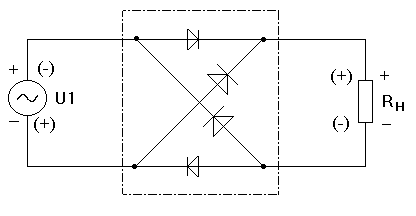 + (-) (+) +
U1 R_H
- (+) (-) -